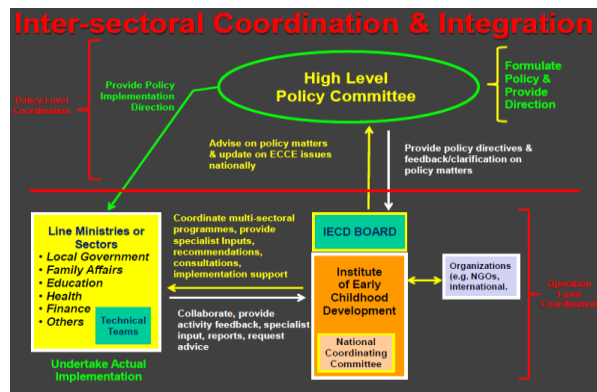 Inter-sectoral Coordination & Integration
Provide Policy
Implementation
Direction
High Level
Policy Committee
Formulate
Policy &
Provide
Direction
Policy Level
Coordination
Advise on policy matters
& update on ECCE issues
nationally
Provide policy directives &
feedback/clarification on
policy matters
Line Ministries or
Sectors
• Local Government
• Family Affairs
• Education
• Health
• Finance
• Others
Technical
Teams
Undertake Actual
Implementation
Coordinate multi-sectoral
programmes, provide
specialist Inputs,
recommendations,
consultations,
implementation support
Collaborate, provide
activity feedback, specialist
input, reports, request
advice
IECD BOARD
Institute
of Early
Childhood
Development
National
Coordinating
Committee
Organizations
(e.g. NGOs,
international.
Operation
Level
Coordination